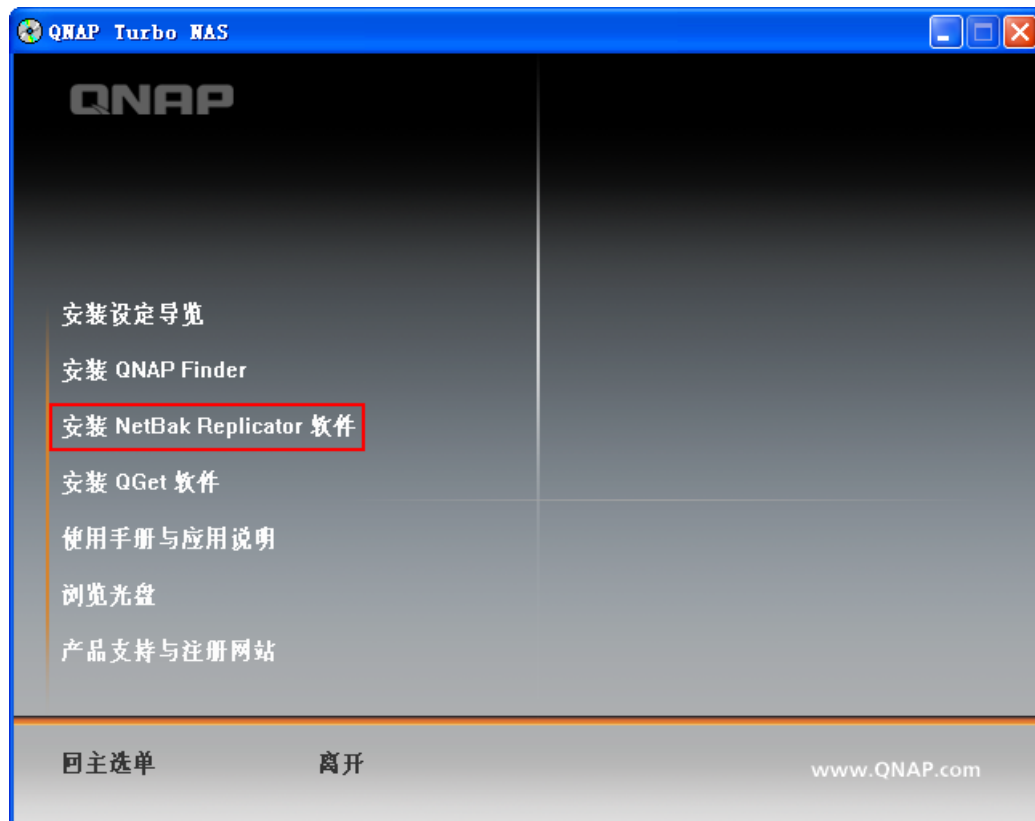 QNAP Turbo NAS
QNAP
安装设定导览
安装 QNAP Finder
安装 NetBak Replicator 软件
安装 QGet 软件
使用手册与应用说明
浏览光盘
产品支持与注册网站
回主选单
离开
www.QNAP.com